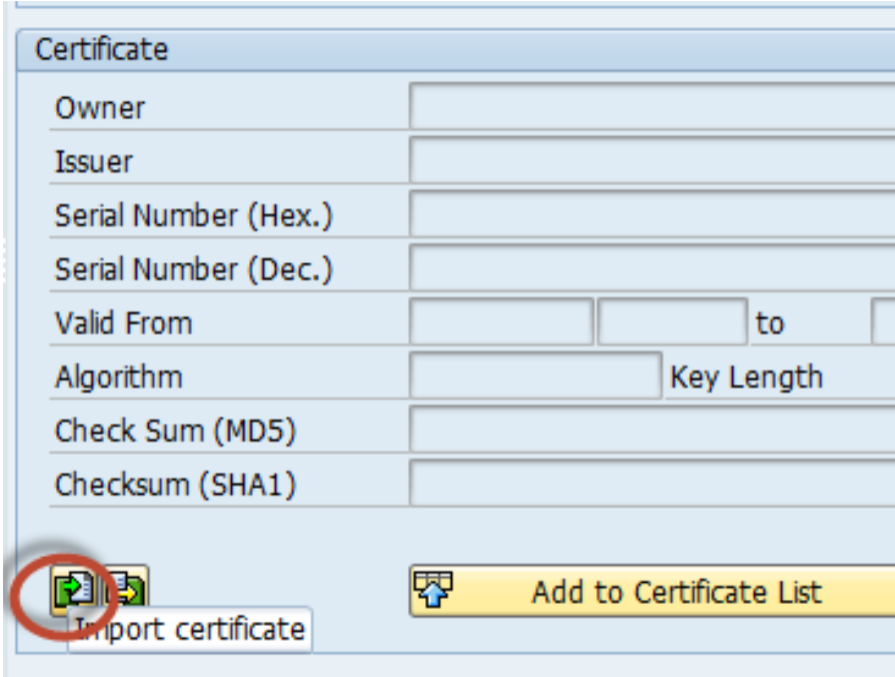 Certificate
Owner
Issuer
Serial Number (Hex.)
Serial Number (Dec.)
Valid From to
Algorithm Key Length
Check Sum (MD5)
Checksum (SHA1)
Add to Certificate List
Import certificate